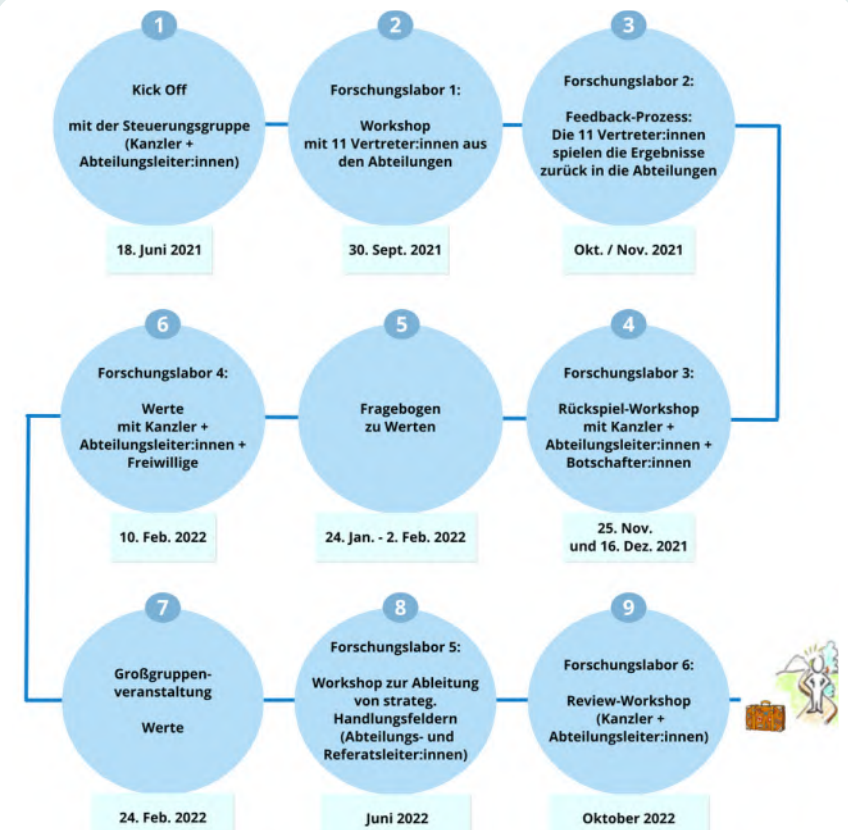 1
Kick Off
mit der Steuerungsgruppe
(Kanzler +
Abteilungsleiter:innen)
18. Juni 2021
2
Forschungslabor 1:
Workshop
mit 11 Vertreter:innen aus
den Abteilungen
30. Sept. 2021
3
Forschungslabor 2:
Feedback-Prozess:
Die 11 Vertreter:innen
spielen die Ergebnisse
zurück in die Abteilungen
Okt. / Nov. 2021
4
Forschungslabor 3:
Rückspiel-Workshop
mit Kanzler +
Abteilungsleiter:innen +
Botschafter:innen
25. Nov.
und 16. Dez. 2021
5
Fragebogen
zu Werten
24. Jan. - 2. Feb. 2022
6
Forschungslabor 4:
Werte
mit Kanzler +
Abteilungsleiter:innen +
Freiwillige
10. Feb. 2022
7
Großgruppen-
veranstaltung
Werte
24. Feb. 2022
8
Forschungslabor 5:
Workshop zur Ableitung
von strateg.
Handlungsfeldern
(Abteilungs- und
Referatsleiter:innen)
Juni 2022
9
Forschungslabor 6:
Review-Workshop
(Kanzler +
Abteilungsleiter:innen)
Oktober 2022